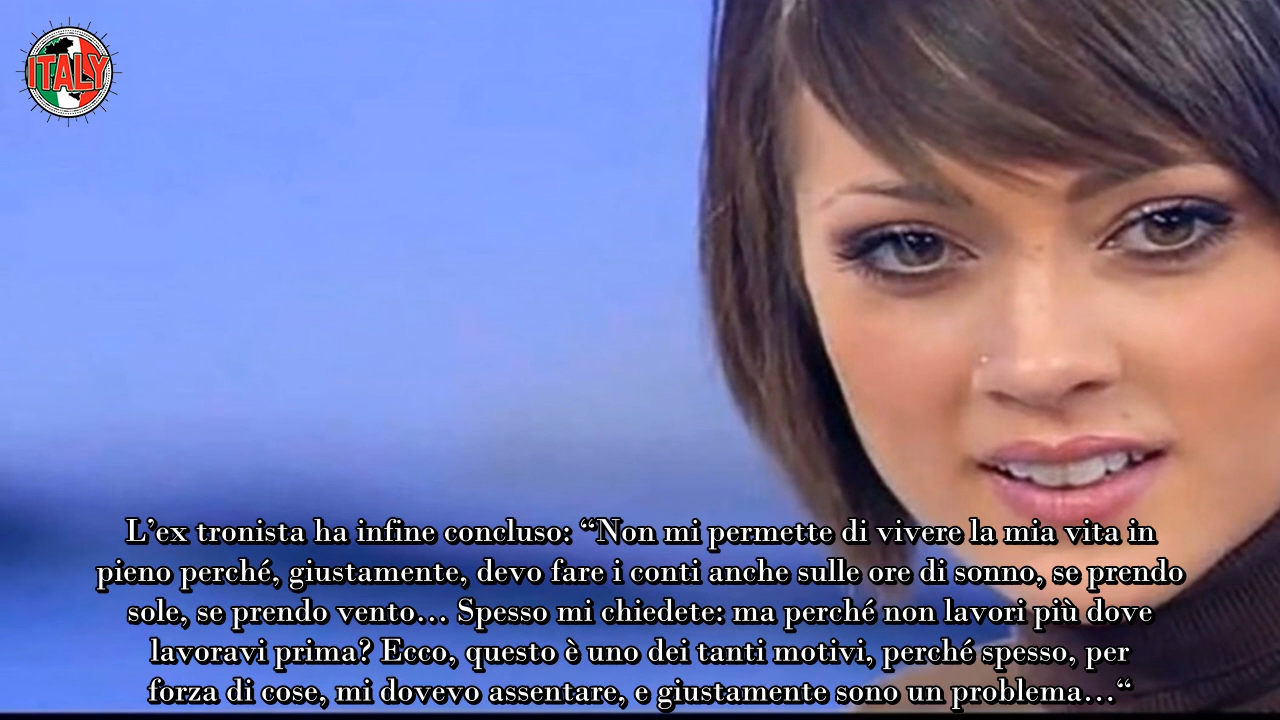 ITALY
L’ex tronista ha infine concluso: “Non mi permette di vivere la mia vita in
pieno perché, giustamente, devo fare i conti anche sulle ore di sonno, se prendo
sole, se prendo vento… Spesso mi chiedete: ma perché non lavori più dove
lavoravi prima? Ecco, questo è uno dei tanti motivi, perché spesso, per
forza di cose, mi dovevo assentare, e giustamente sono un problema…“